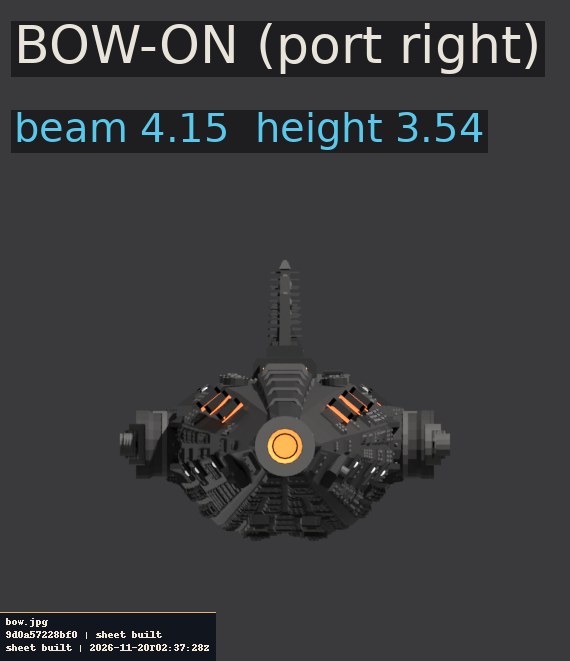 BOW-ON (port right)
beam 4.15  height 3.54
bow.jpg
9d0a57228bf0 | sheet built
sheet built | 2026-11-20T02:37:28Z